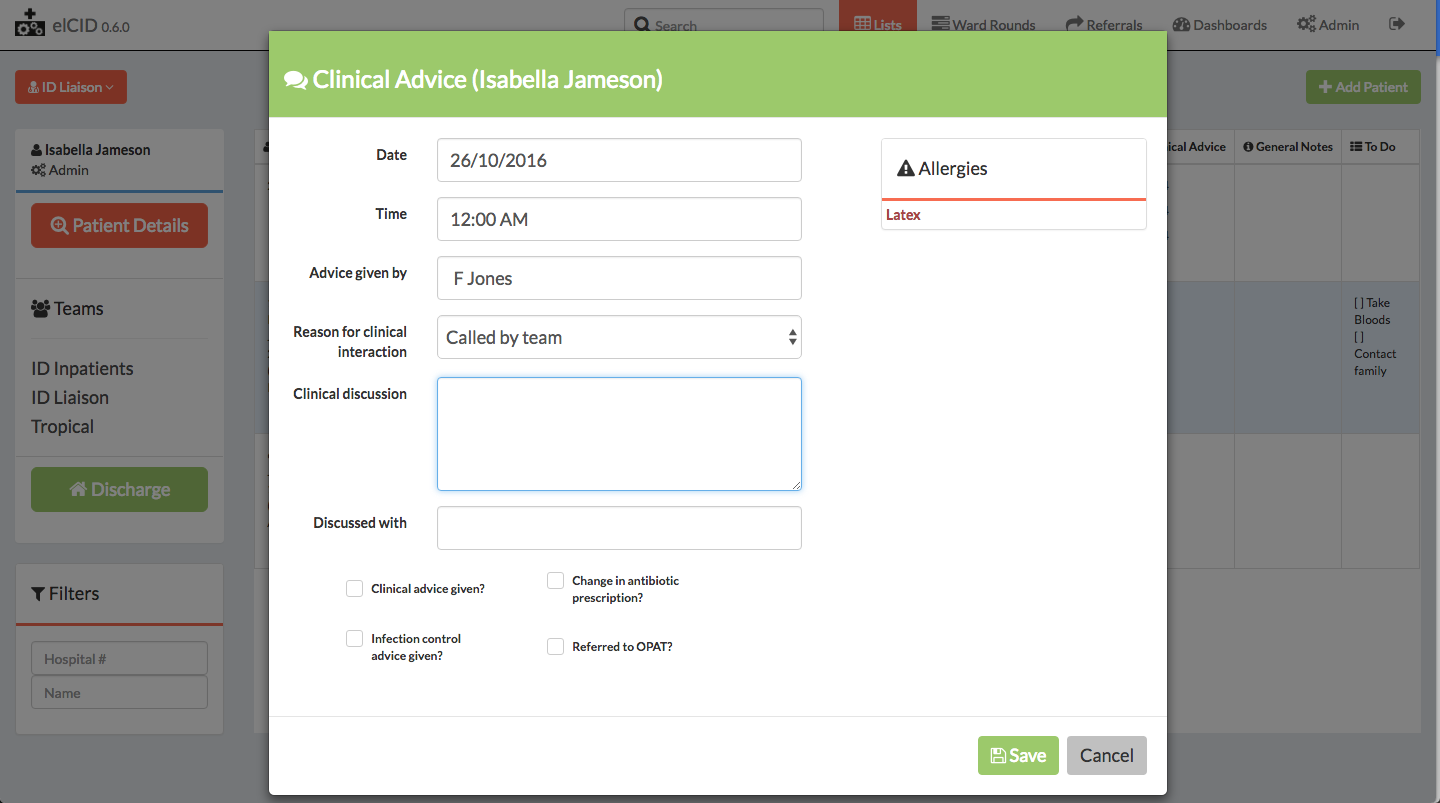 elCID 0.6.0
Search
Lists
Ward Rounds
Referrals
Dashboards
Admin
ID Liaison
Add Patient
Isabella Jameson
Admin
Patient Details
Teams
ID Inpatients
ID Liaison
Tropical
Discharge
Filters
Hospital #
Name
Clinical Advice (Isabella Jameson)
Date
26/10/2016
Time
12:00 AM
Advice given by
F Jones
Reason for clinical
interaction
Called by team
Clinical discussion
Discussed with
Clinical advice given?
Change in antibiotic
prescription?
Infection control
advice given?
Referred to OPAT?
Allergies
Latex
Save
Cancel
ical Advice
General Notes
To Do
[ ] Take
Bloods
[ ]
Contact
family